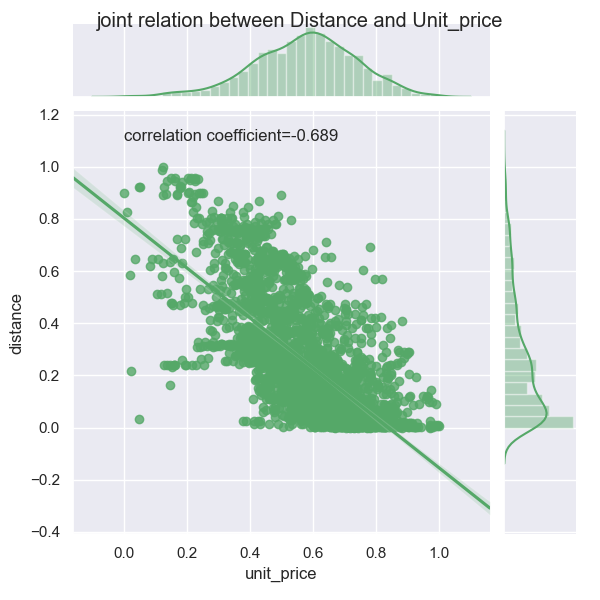 joint relation between Distance and Unit_price
correlation coefficient=-0.689
1.2
1.0
0.8
0.6
0.4
0.2
0.0
−0.2
−0.4
distance
0.0 0.2 0.4 0.6 0.8 1.0
unit_price